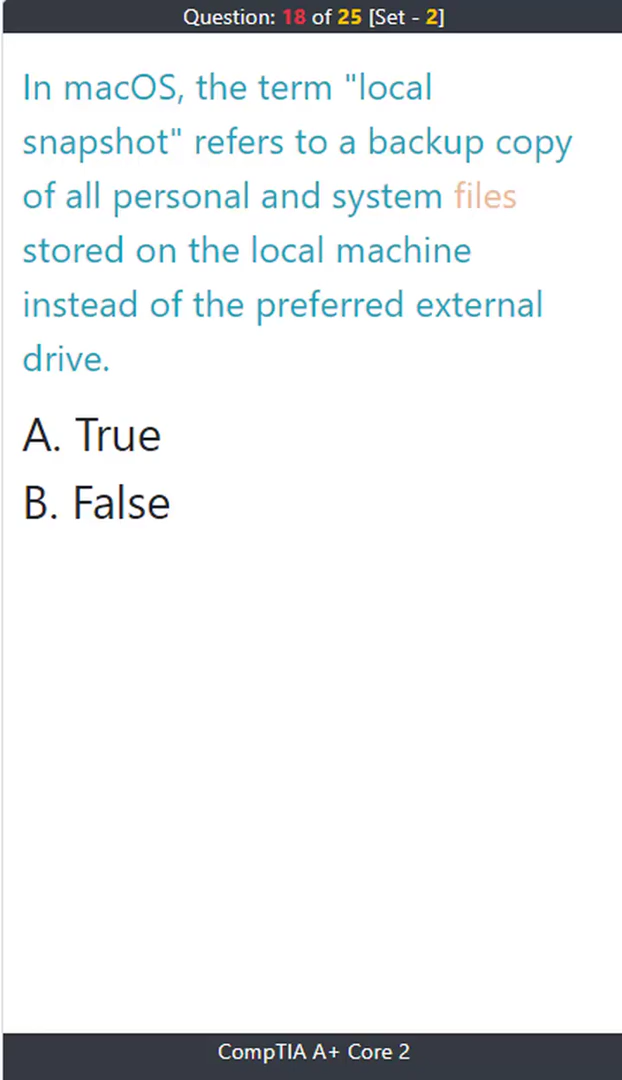 Question: 18 of 25 [Set - 2]
In macOS, the term "local
snapshot" refers to a backup copy
of all personal and system files
stored on the local machine
instead of the preferred external
drive.
A. True
B. False
CompTIA A+ Core 2